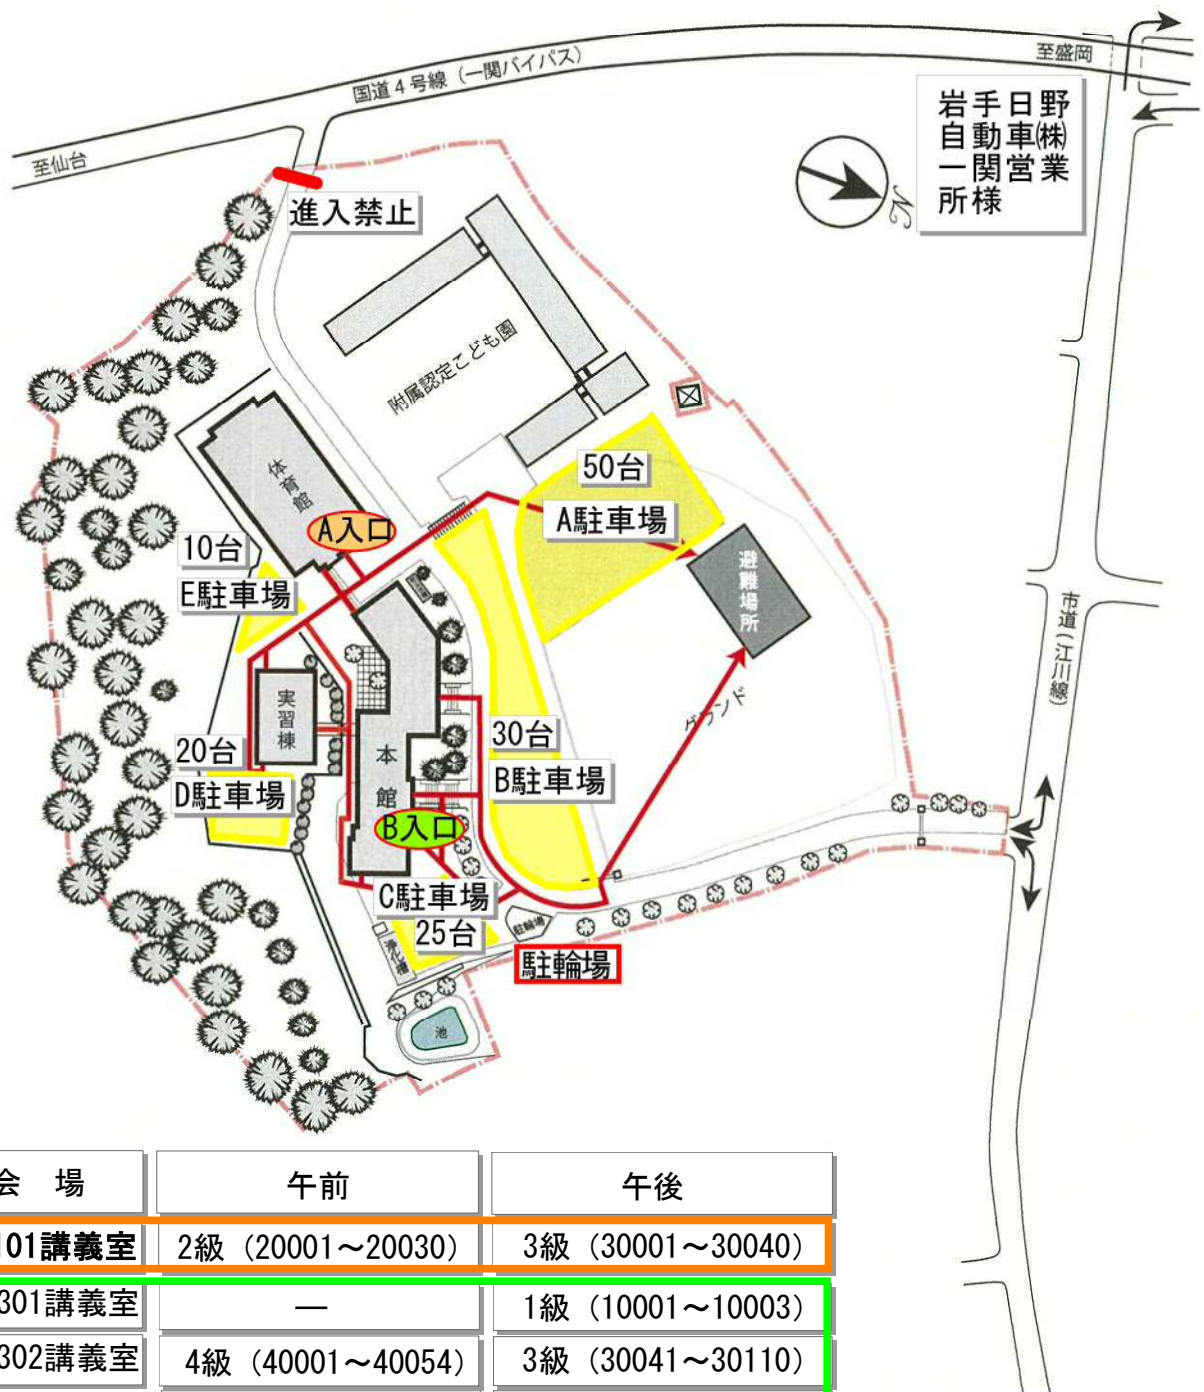 国道4号線（一関バイパス）
至盛岡
至仙台
岩手日野
自動車㈱
一関営業
所様
進入禁止
N
附属認定こども園
体育館
A入口
50台
A駐車場
避難場所
10台
E駐車場
市道（江川線）
グランド
実習棟
本館
20台
D駐車場
30台
B駐車場
B入口
C駐車場
25台
浄化槽
駐輪場
駐輪場
池
会　場
午前
午後
101講義室
2級（20001～20030）
3級（30001～30040）
301講義室
―
1級（10001～10003）
302講義室
4級（40001～40054）
3級（30041～30110）